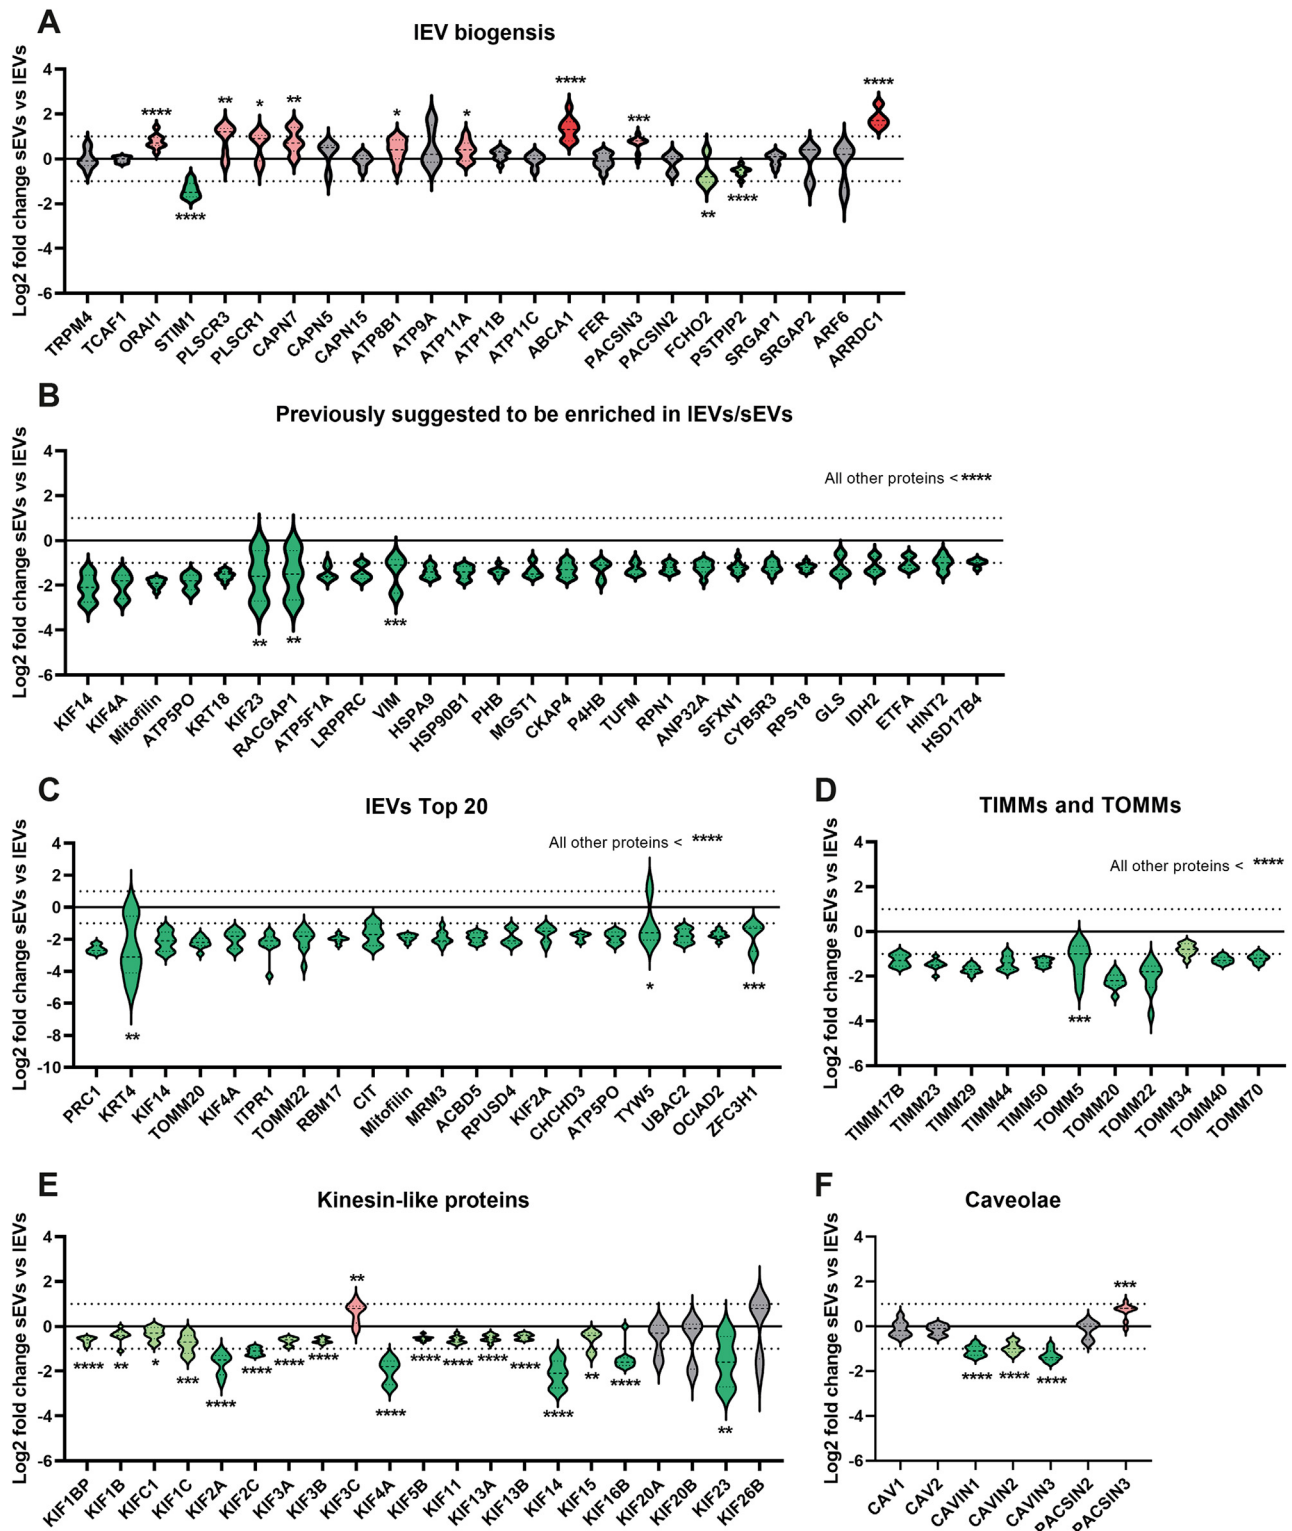 A
lEV biogensis
Log2 fold change sEVs vs lEVs
4
2
0
-2
-4
-6
****
****
**
*
**
*
*
****
***
**
****
****
TRPM4
TCAF1
ORAI1
STIM1
PLSCR3
PLSCR1
CAPN7
CAPN5
CAPN15
ATP8B1
ATP9A
ATP11A
ATP11B
ATP11C
ABCA1
FER
PACSIN3
PACSIN2
FCHO2
PSTPIP2
SRGAP1
SRGAP2
ARF6
ARRDC1
B
Previously suggested to be enriched in lEVs/sEVs
Log2 fold change sEVs vs lEVs
4
2
0
-2
-4
-6
All other proteins < ****
**
**
***
KIF14
KIF4A
Mitofilin
ATP5PO
KRT18
KIF23
RACGAP1
ATP5F1A
LRPPRC
VIM
HSPA9
HSP90B1
PHB
MGST1
CKAP4
P4HB
TUFM
RPN1
ANP32A
SFXN1
CYB5R3
RPS18
GLS
IDH2
ETFA
HINT2
HSD17B4
C
lEVs Top 20
Log2 fold change sEVs vs lEVs
4
2
0
-2
-4
-6
-8
-10
All other proteins < ****
**
*
***
PRC1
KRT4
KIF14
TOMM20
KIF4A
ITPR1
TOMM22
RBM17
CIT
Mitofilin
MRM3
ACBD5
RPUSD4
KIF2A
CHCHD3
ATP5PO
TYW5
UBAC2
OCIAD2
ZFC3H1
D
TIMMs and TOMMs
Log2 fold change sEVs vs lEVs
4
2
0
-2
-4
-6
All other proteins < ****
***
TIMM17B
TIMM23
TIMM29
TIMM44
TIMM50
TOMM5
TOMM20
TOMM22
TOMM34
TOMM40
TOMM70
E
Kinesin-like proteins
Log2 fold change sEVs vs lEVs
4
2
0
-2
-4
-6
****
**
*
***
****
****
****
****
**
****
****
****
****
****
****
**
****
**
KIF1BP
KIF1B
KIFC1
KIF1C
KIF2A
KIF2C
KIF3A
KIF3B
KIF3C
KIF4A
KIF5B
KIF11
KIF13A
KIF13B
KIF14
KIF15
KIF16B
KIF20A
KIF20B
KIF23
KIF26B
F
Caveolae
Log2 fold change sEVs vs lEVs
4
2
0
-2
-4
-6
****
****
****
***
CAV1
CAV2
CAVIN1
CAVIN2
CAVIN3
PACSIN2
PACSIN3